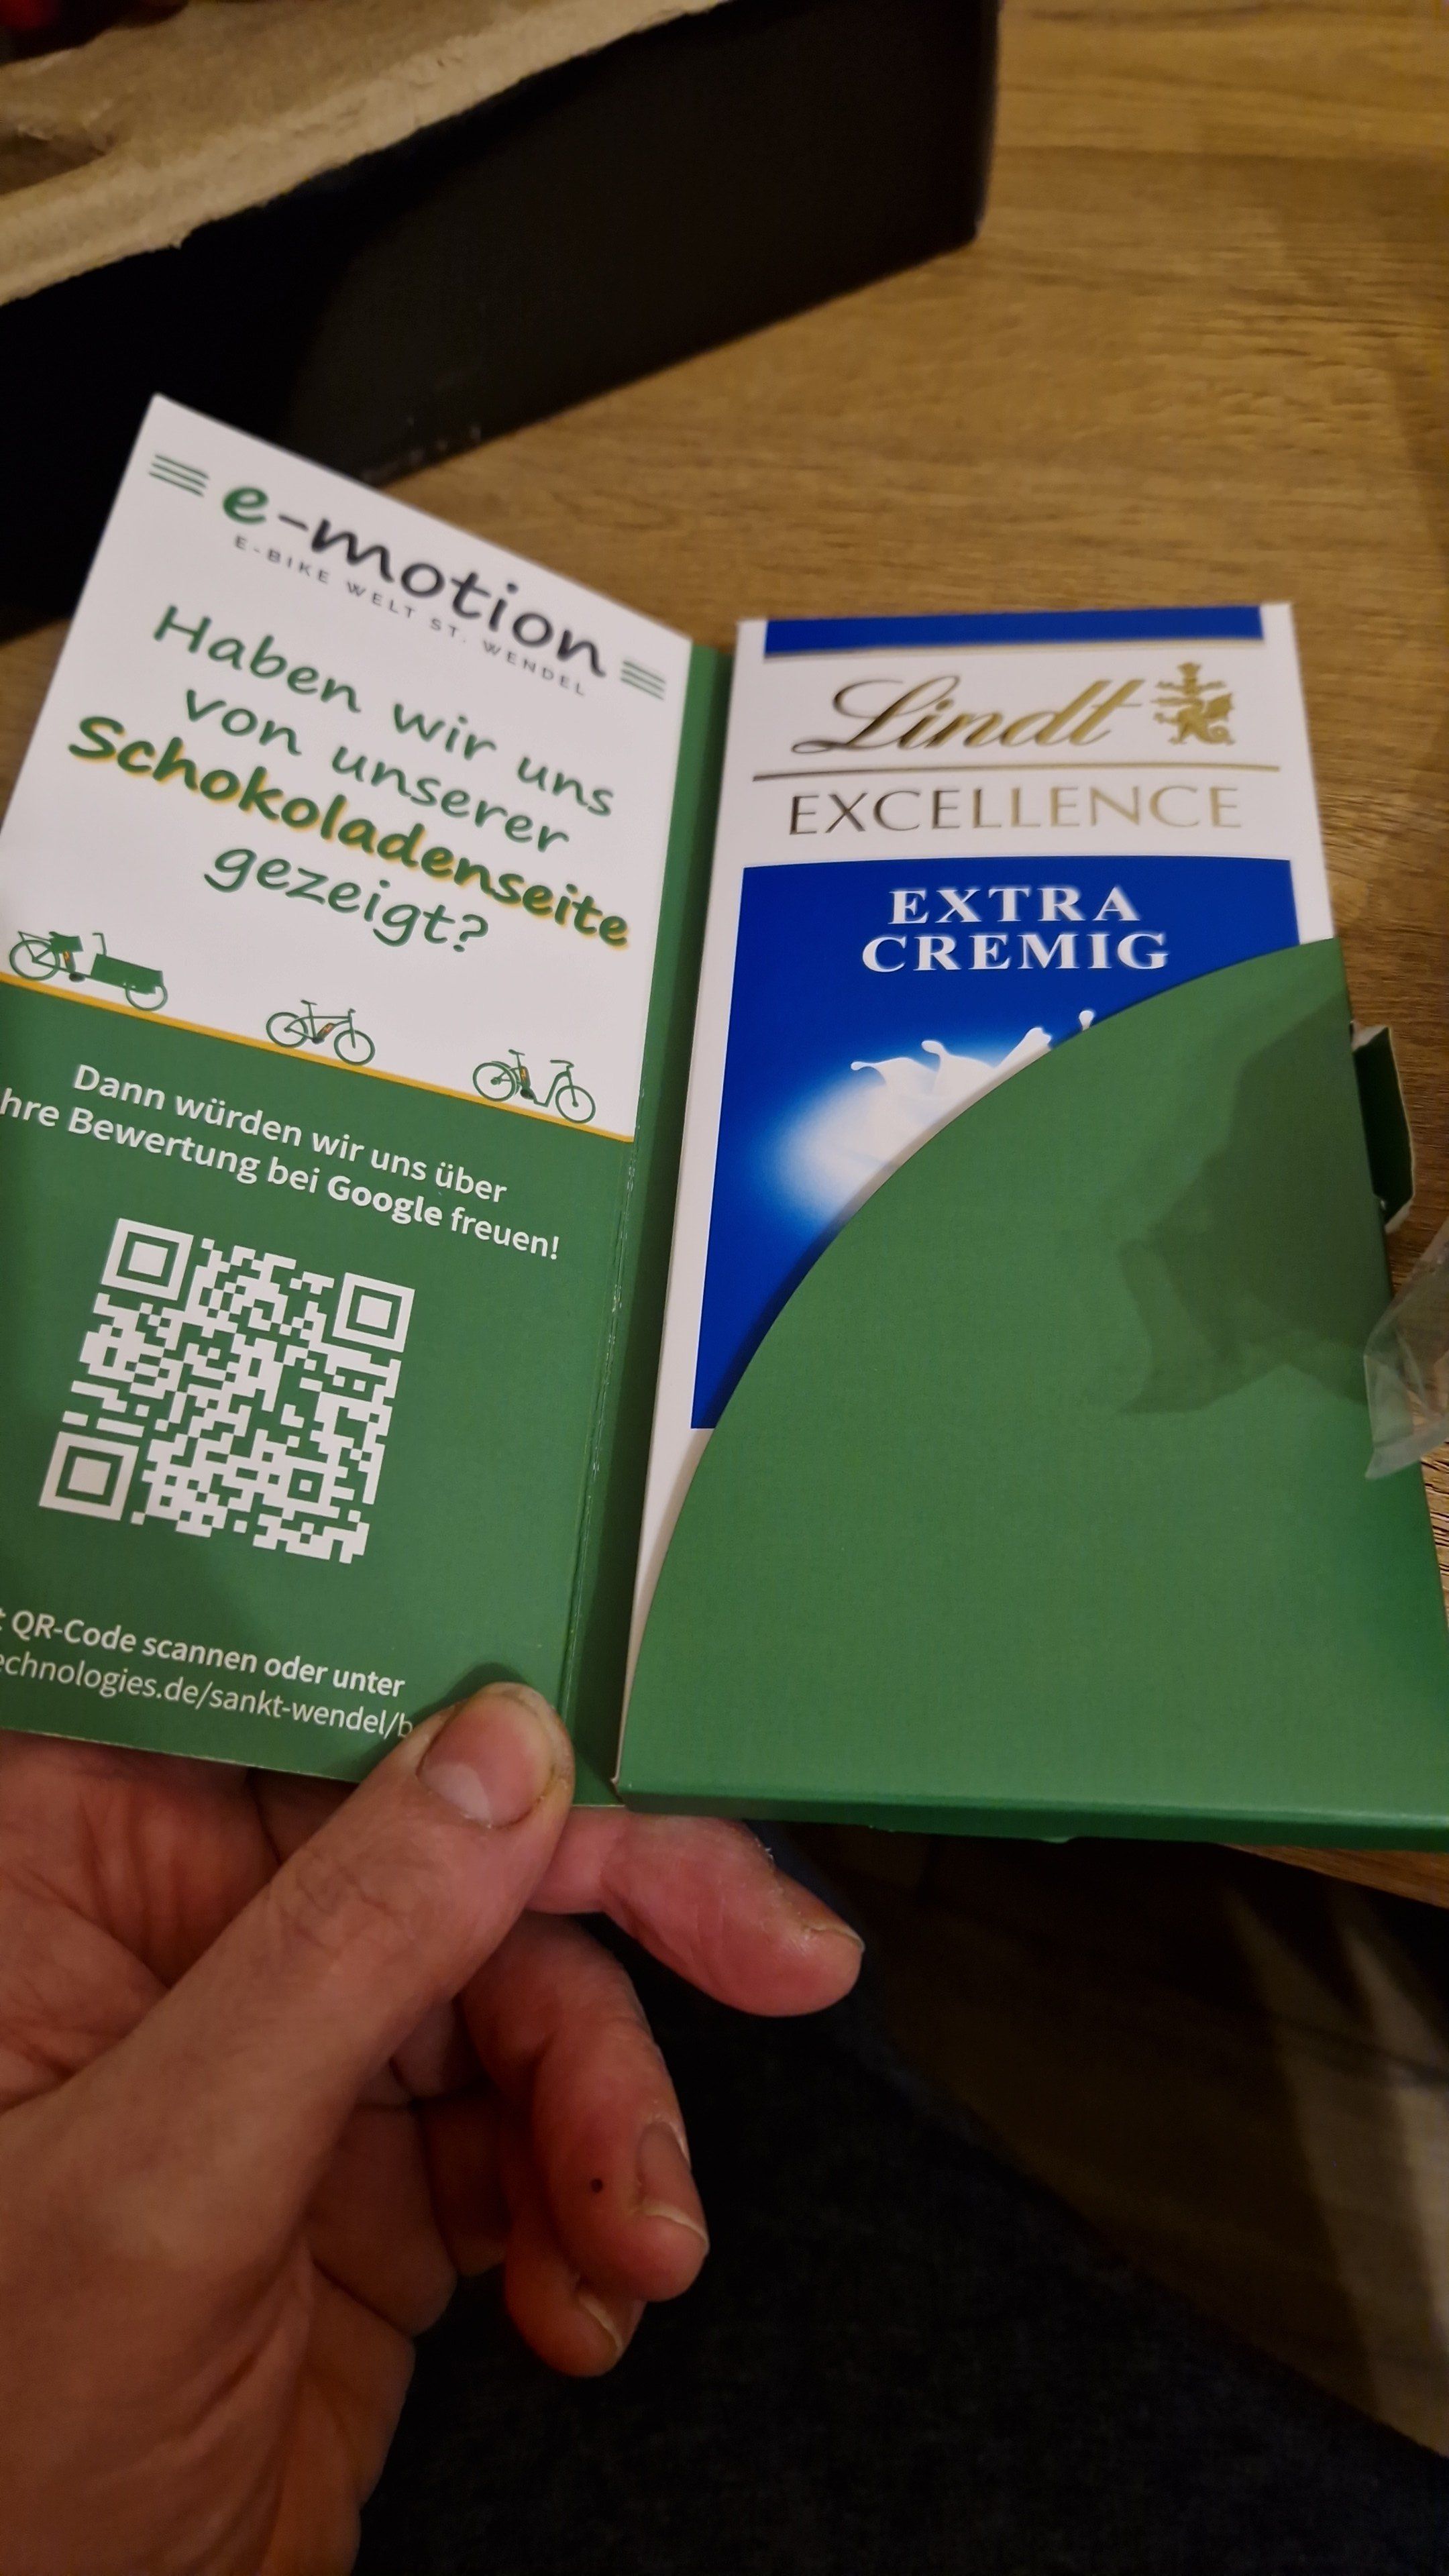 e-motion
E-BIKE WELT ST. WENDEL
Haben wir uns
von unserer
Schokoladenseite
gezeigt?
Dann würden wir uns über
hre Bewertung bei Google freuen!
QR-Code scannen oder unter
echnologies.de/sankt-wendel/b
Lindt
EXCELLENCE
EXTRA
CREMIG